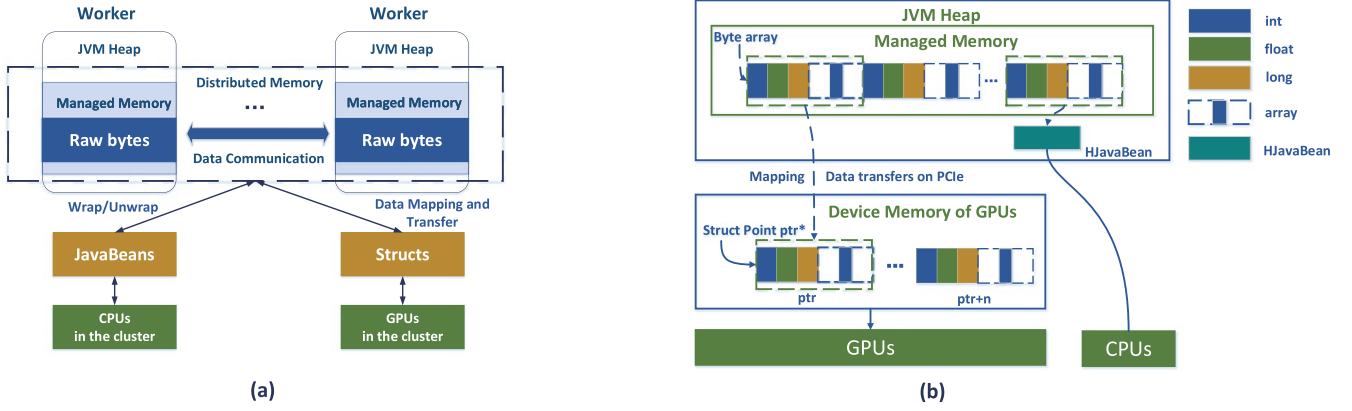 Worker
Worker
JVM Heap
JVM Heap
Distributed Memory
Managed Memory
...
Managed Memory
Raw bytes
Raw bytes
Data Communication
Wrap/Unwrap
Data Mapping and
Transfer
JavaBeans
Structs
CPUs
in the cluster
GPUs
in the cluster
(a)
JVM Heap
Managed Memory
Byte array
...
HJavaBean
Mapping
Data transfers on PCIe
Device Memory of GPUs
Struct Point ptr*
...
ptr
ptr+n
GPUs
CPUs
int
float
long
array
HJavaBean
(b)